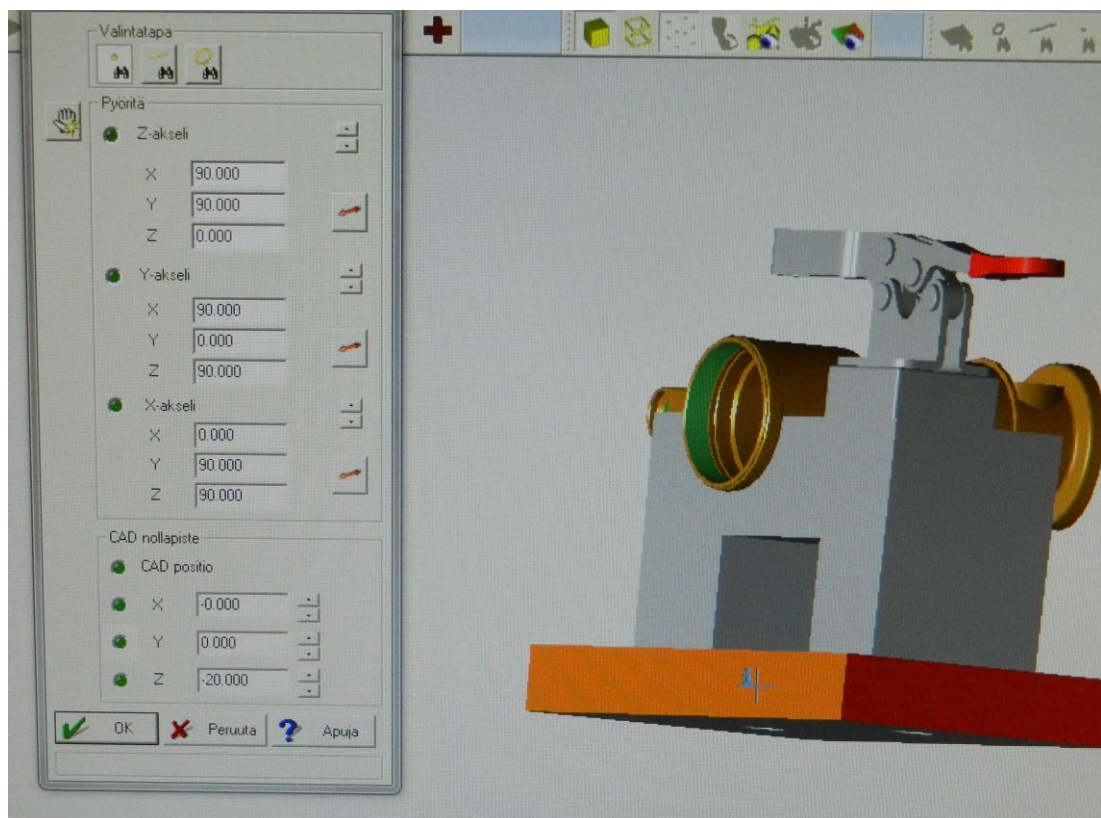 Valintatapa
Pyöritä
Z-akseli
X 90.000
Y 90.000
Z 0.000
Y-akseli
X 90.000
Y 0.000
Z 90.000
X-akseli
X 0.000
Y 90.000
Z 90.000
CAD nollapiste
CAD positio
X -0.000
Y 0.000
Z -20.000
OK Peruuta Apuja